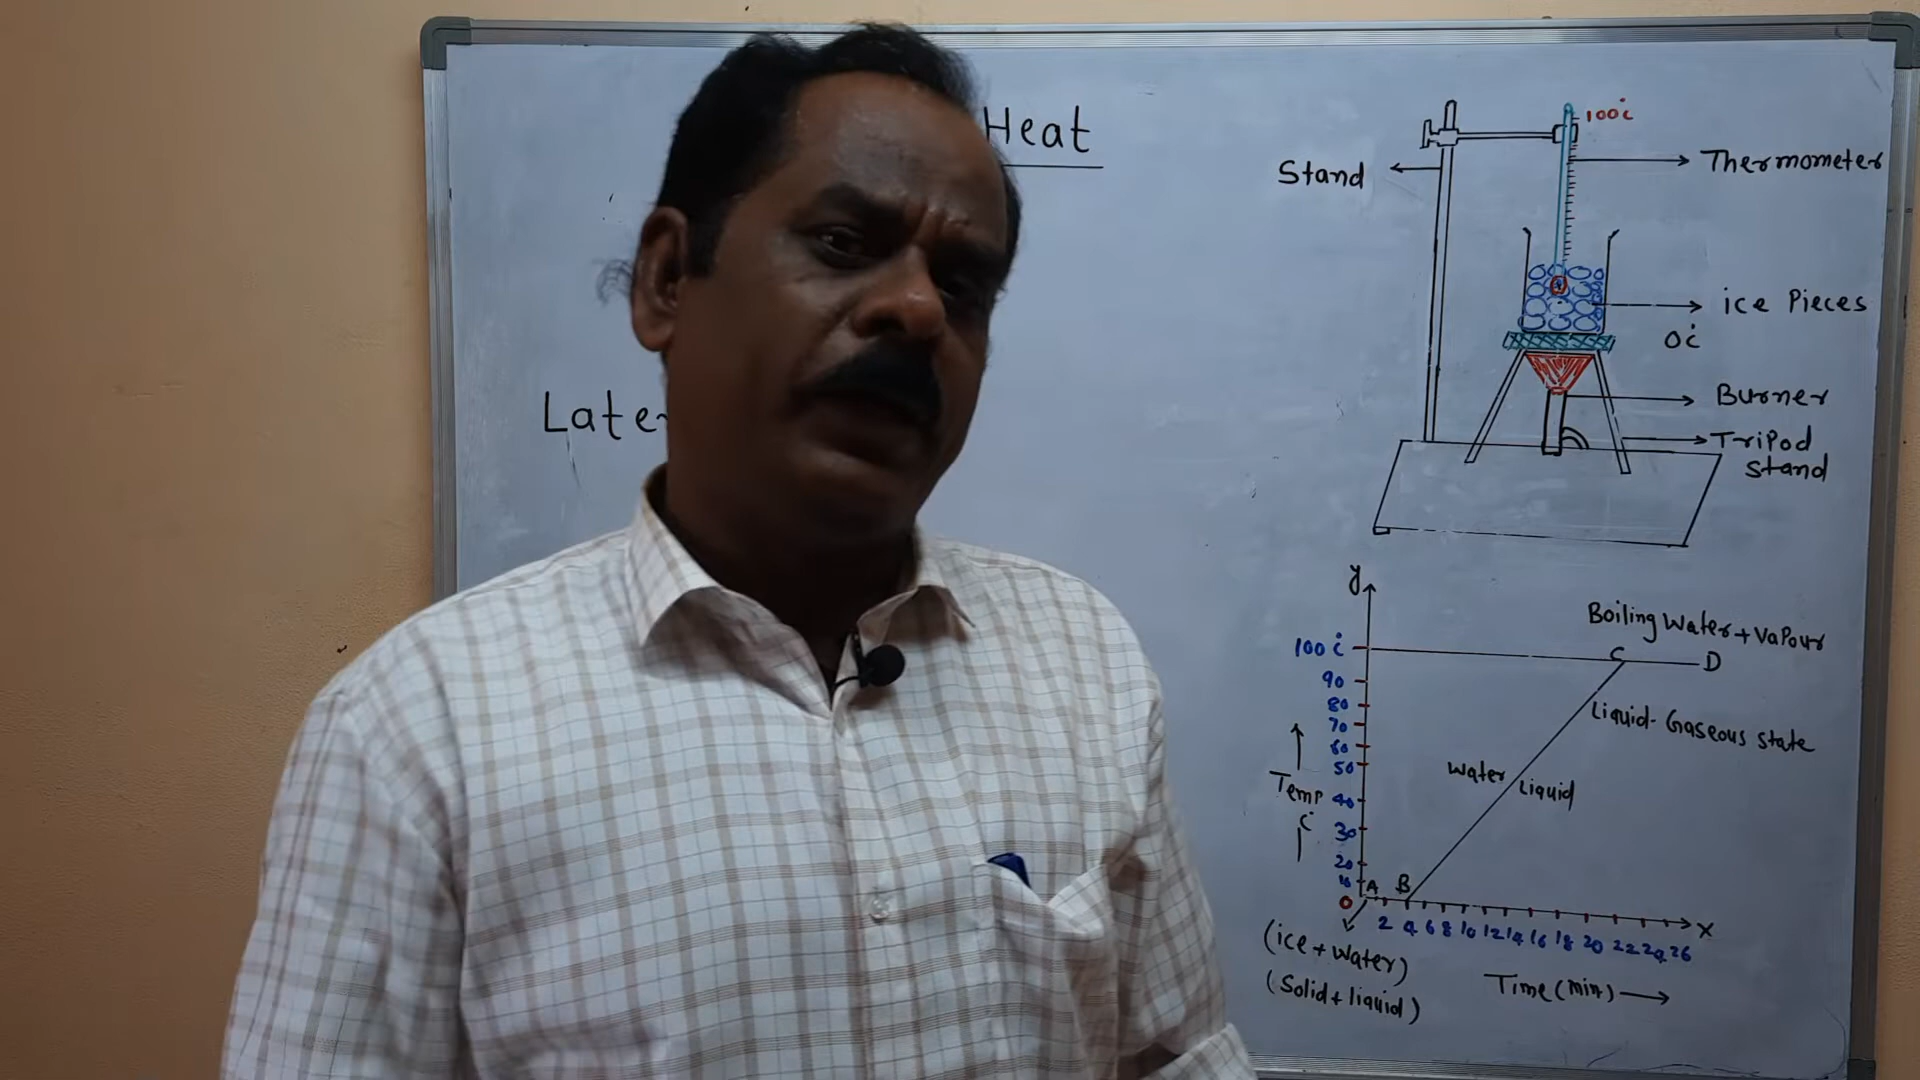 Heat
Late
100°c
Thermometer
Stand
ice Pieces
0°c
Burner
Tripod
Stand
y
Boiling Water + Vapour
100°c
C
D
90
80
70
60
50
40
30
20
10
0
Liquid - Gaseous State
Water Liquid
Temp
°c
A
B
x
2 4 6 8 10 12 14 16 18 20 22 24 26
(ice + Water)
(Solid + liquid)
Time (min)